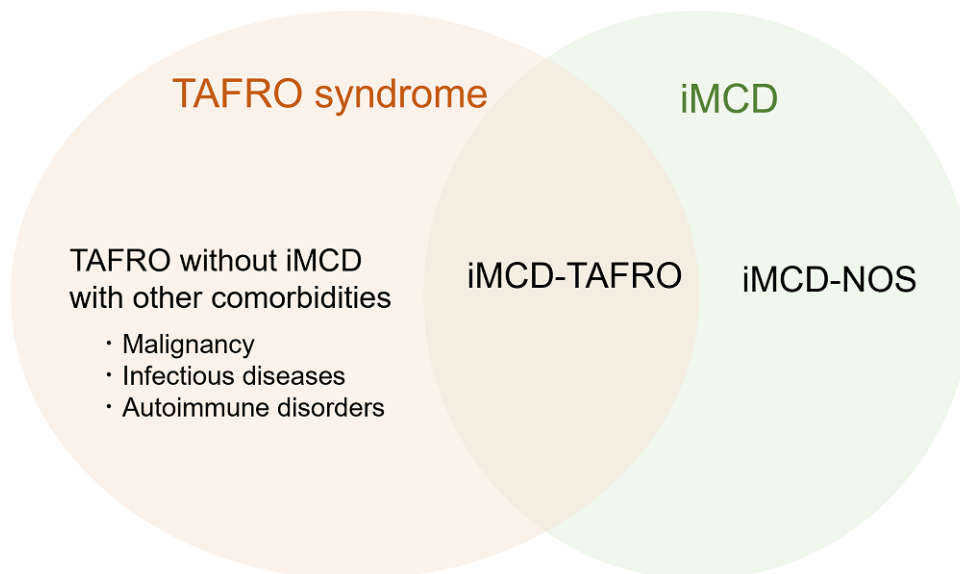 TAFRO syndrome
iMCD
TAFRO without iMCD
with other comorbidities
・Malignancy
・Infectious diseases
・Autoimmune disorders
iMCD-TAFRO
iMCD-NOS